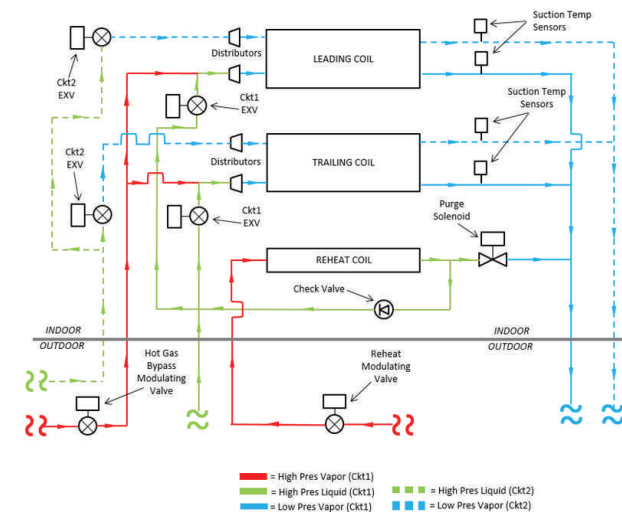 Suction Temp
Sensors
Distributors
LEADING COIL
Ckt2
EXV
Ckt1
EXV
Suction Temp
Sensors
Ckt2
EXV
Distributors
TRAILING COIL
Ckt1
EXV
Purge
Solenoid
REHEAT COIL
Check Valve
INDOOR
OUTDOOR
INDOOR
OUTDOOR
Hot Gas
Bypass
Modulating
Valve
Reheat
Modulating
Valve
= High Pres Vapor (Ckt1)
= High Pres Liquid (Ckt1)
= High Pres Liquid (Ckt2)
= Low Pres Vapor (Ckt1)
= Low Pres Vapor (Ckt2)